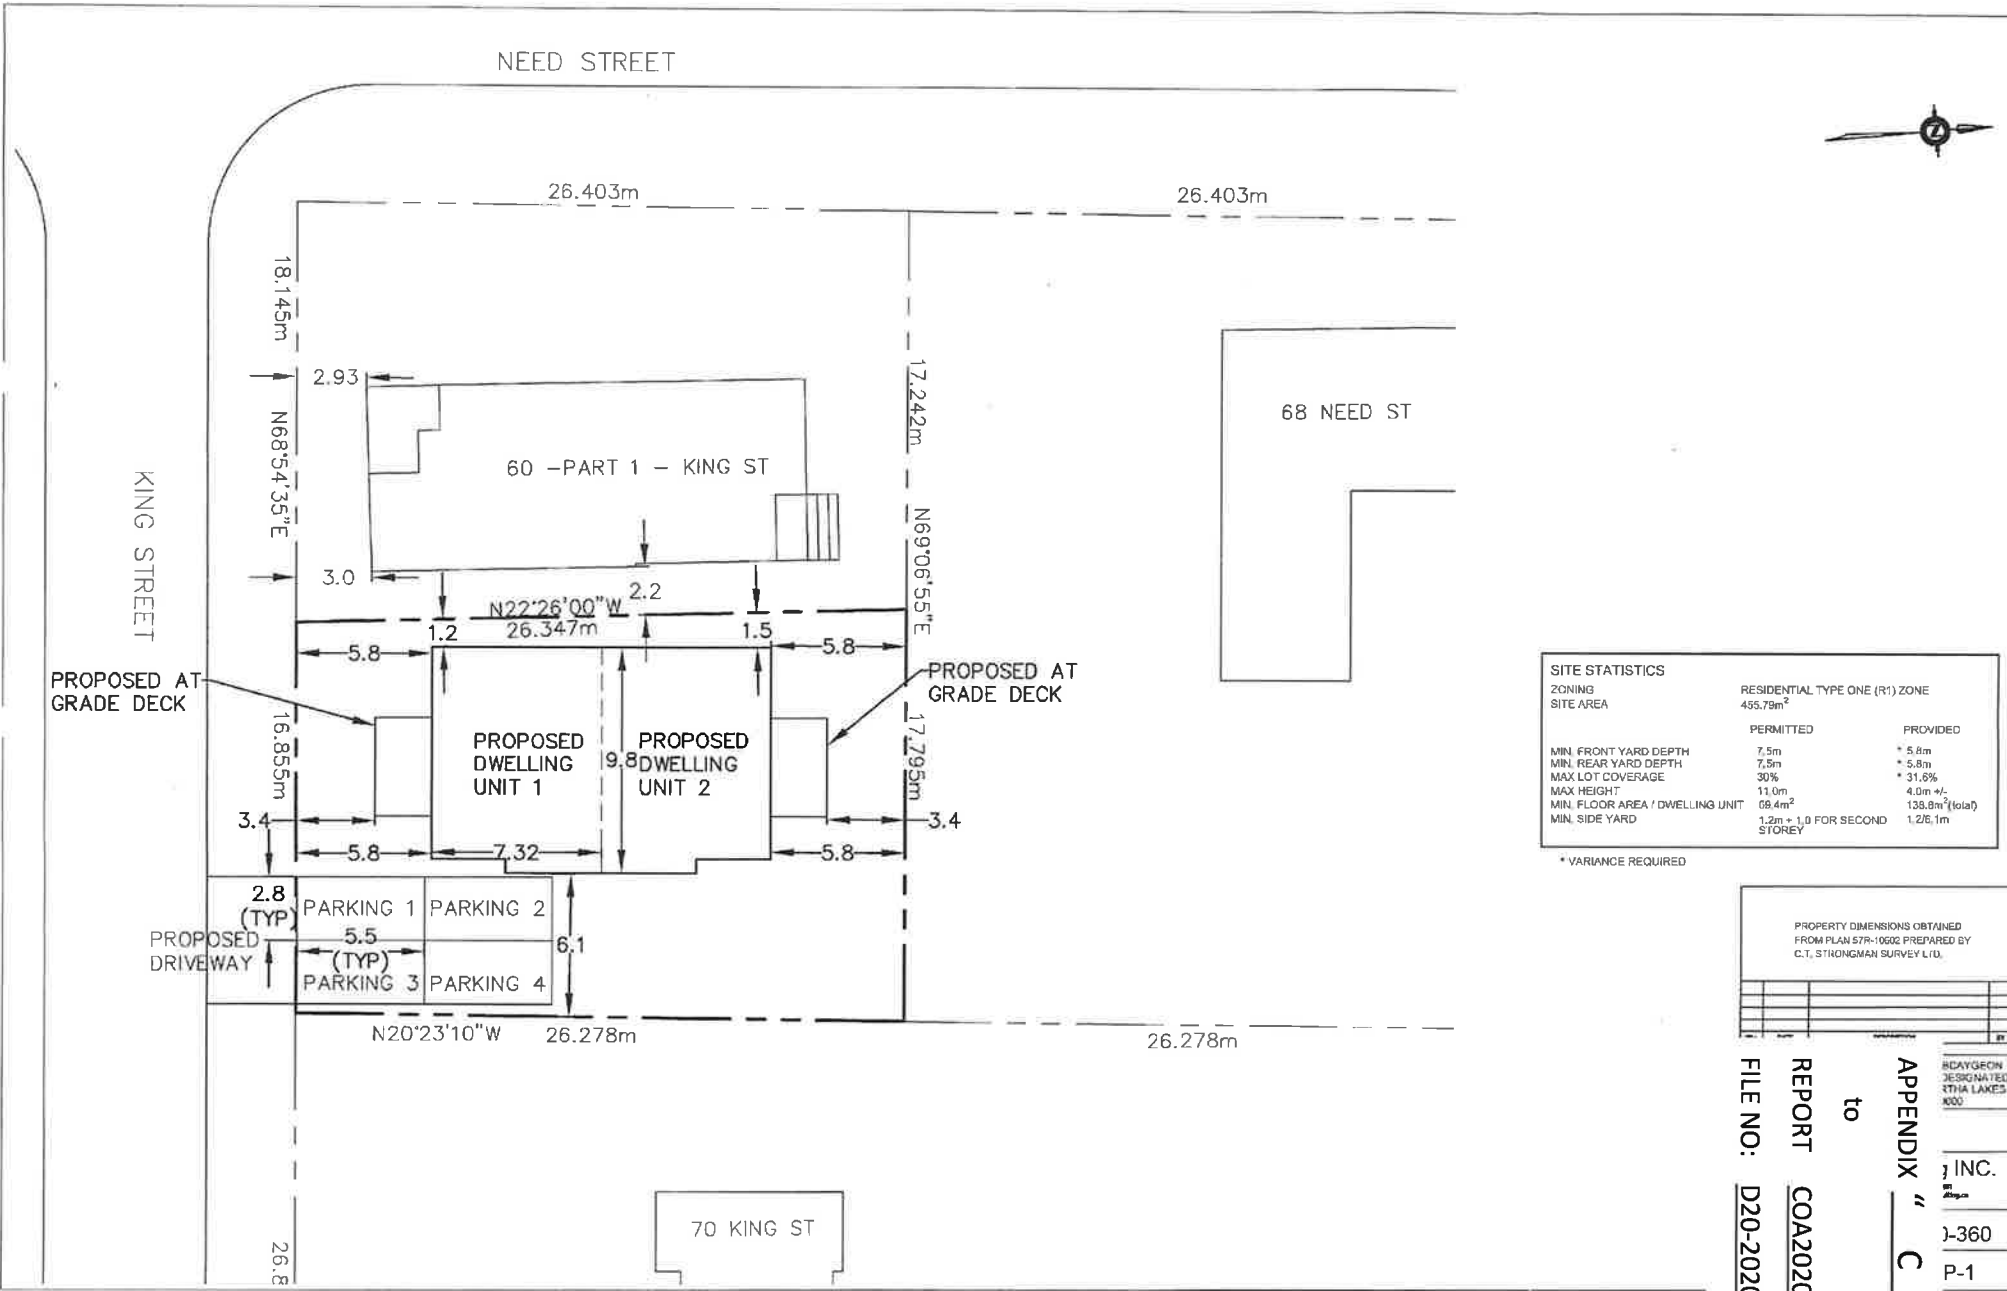 NEED STREET
26.403m
26.403m
18.145m
N68°54'35"E
2.93
60 -PART 1 - KING ST
17.242m
N69°06'55"E
68 NEED ST
KING STREET
3.0
2.2
N22°26'00"W
26.347m
1.2
1.5
5.8
5.8
PROPOSED AT
GRADE DECK
PROPOSED AT
GRADE DECK
16.855m
17.795m
PROPOSED
DWELLING
UNIT 1
9.8
PROPOSED
DWELLING
UNIT 2
3.4
3.4
5.8
7.32
5.8
2.8
(TYP)
PARKING 1
PARKING 2
PROPOSED
DRIVEWAY
5.5
(TYP)
6.1
PARKING 3
PARKING 4
N20°23'10"W
26.278m
26.278m
70 KING ST
26.8
SITE STATISTICS
ZONING RESIDENTIAL TYPE ONE (R1) ZONE
SITE AREA 455.79m²
PERMITTED PROVIDED
MIN. FRONT YARD DEPTH 7.5m * 5.8m
MIN. REAR YARD DEPTH 7.5m * 5.8m
MAX LOT COVERAGE 30% * 31.6%
MAX HEIGHT 11.0m 4.0m +/-
MIN. FLOOR AREA / DWELLING UNIT 69.4m² 138.8m² (total)
MIN. SIDE YARD 1.2m + 1.0 FOR SECOND STOREY 1.2/6.1m
* VARIANCE REQUIRED
PROPERTY DIMENSIONS OBTAINED
FROM PLAN 57R-10602 PREPARED BY
C.T. STRONGMAN SURVEY LTD.
BCAYGEON
DESIGNATED
RTHA LAKES
INC.
-360
P-1
APPENDIX " C
to
REPORT COA2020
FILE NO: D20-2020